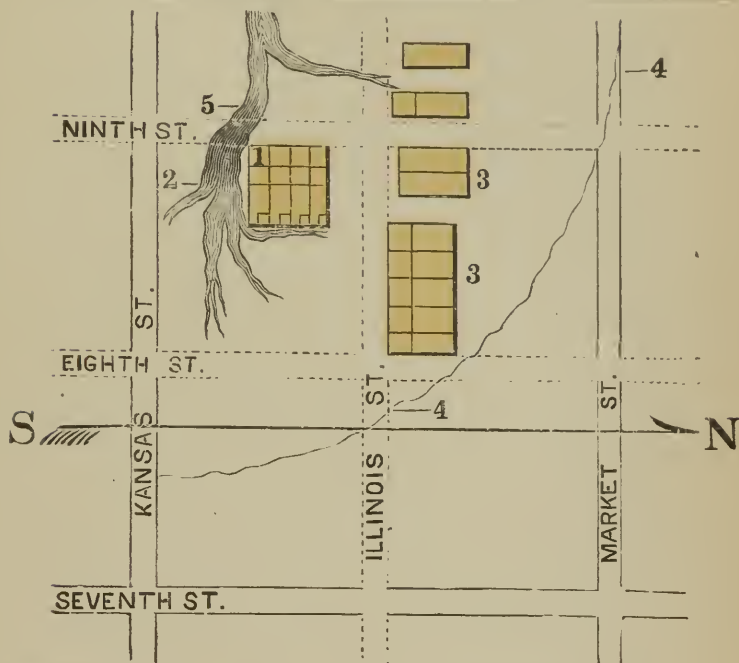 4
5
NINTH ST.
1
2
3
3
EIGHTH ST.
4
S
N
KANSAS ST.
ILLINOIS ST.
MARKET ST.
SEVENTH ST.